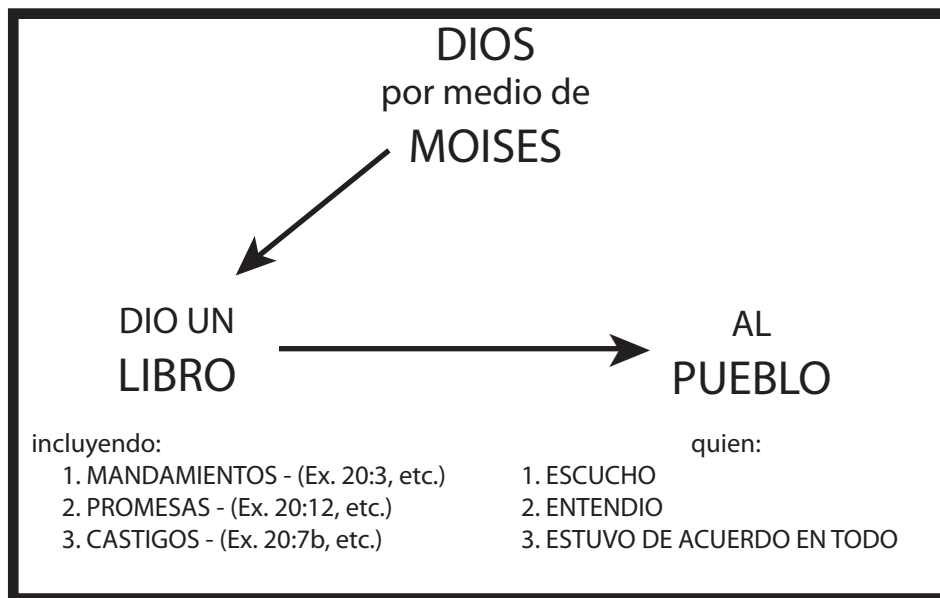 DIOS
por medio de
MOISES
DIO UN
LIBRO
AL
PUEBLO
incluyendo:
1. MANDAMIENTOS - (Ex. 20:3, etc.)
2. PROMESAS - (Ex. 20:12, etc.)
3. CASTIGOS - (Ex. 20:7b, etc.)
quien:
1. ESCUCHO
2. ENTENDIO
3. ESTUVO DE ACUERDO EN TODO